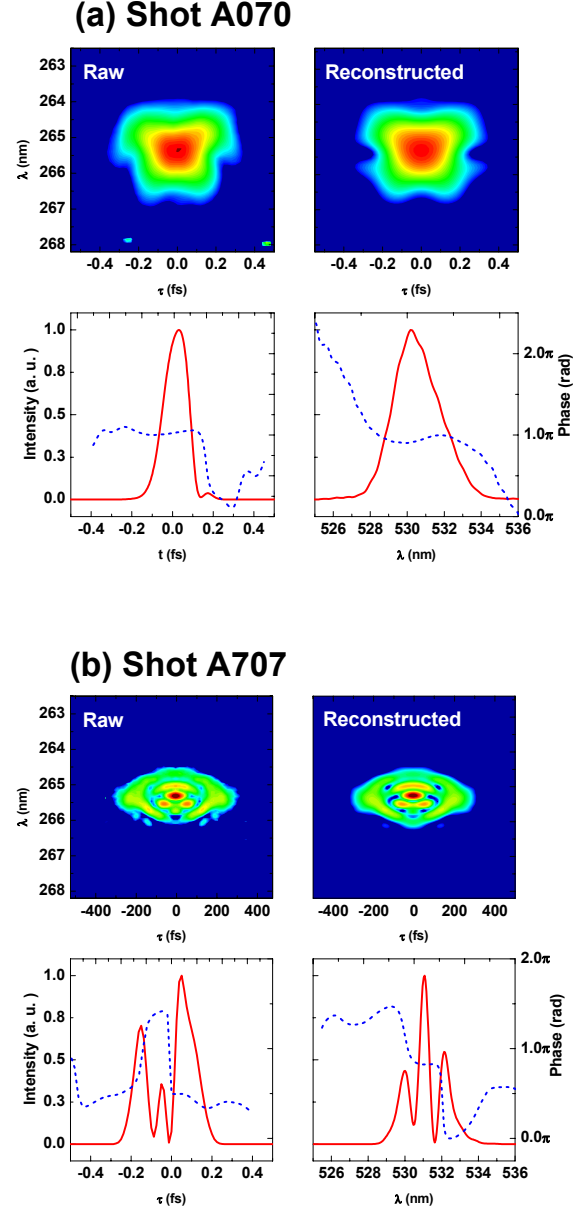 (a) Shot A070
263
264
265
266
267
268
λ (nm)
Raw
Reconstructed
-0.4 -0.2 0.0 0.2 0.4
-0.4 -0.2 0.0 0.2 0.4
τ (fs)
τ (fs)
1.0
0.8
0.5
0.3
0.0
Intensity (a. u.)
2.0π
1.0π
0.0π
Phase (rad)
-0.4 -0.2 0.0 0.2 0.4
526 528 530 532 534 536
t (fs)
λ (nm)
(b) Shot A707
263
264
265
266
267
268
λ (nm)
Raw
Reconstructed
-400 -200 0 200 400
-400 -200 0 200 400
τ (fs)
τ (fs)
1.0
0.8
0.5
0.3
0.0
Intensity (a. u. )
2.0π
1.0π
0.0π
Phase (rad)
-0.4 -0.2 0.0 0.2 0.4
526 528 530 532 534 536
τ (fs)
λ (nm)